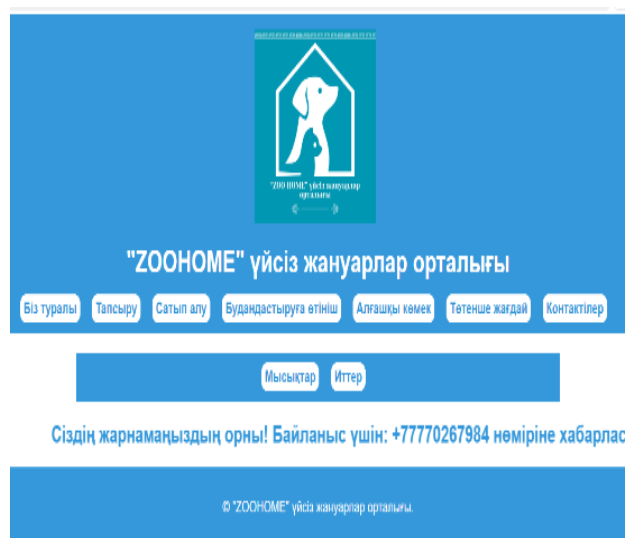 "ZOO HOME" үйсіз жануарлар
орталығы
"ZOOHOME" үйсіз жануарлар орталығы
Біз туралы Тапсыру Сатып алу Будандастыруға өтініш Алғашқы көмек Төтенше жағдай Контактілер
Мысықтар Иттер
Сіздің жарнамаңыздың орны! Байланыс үшін: +77770267984 нөміріне хабарлас
© "ZOOHOME" үйсіз жануарлар орталығы.